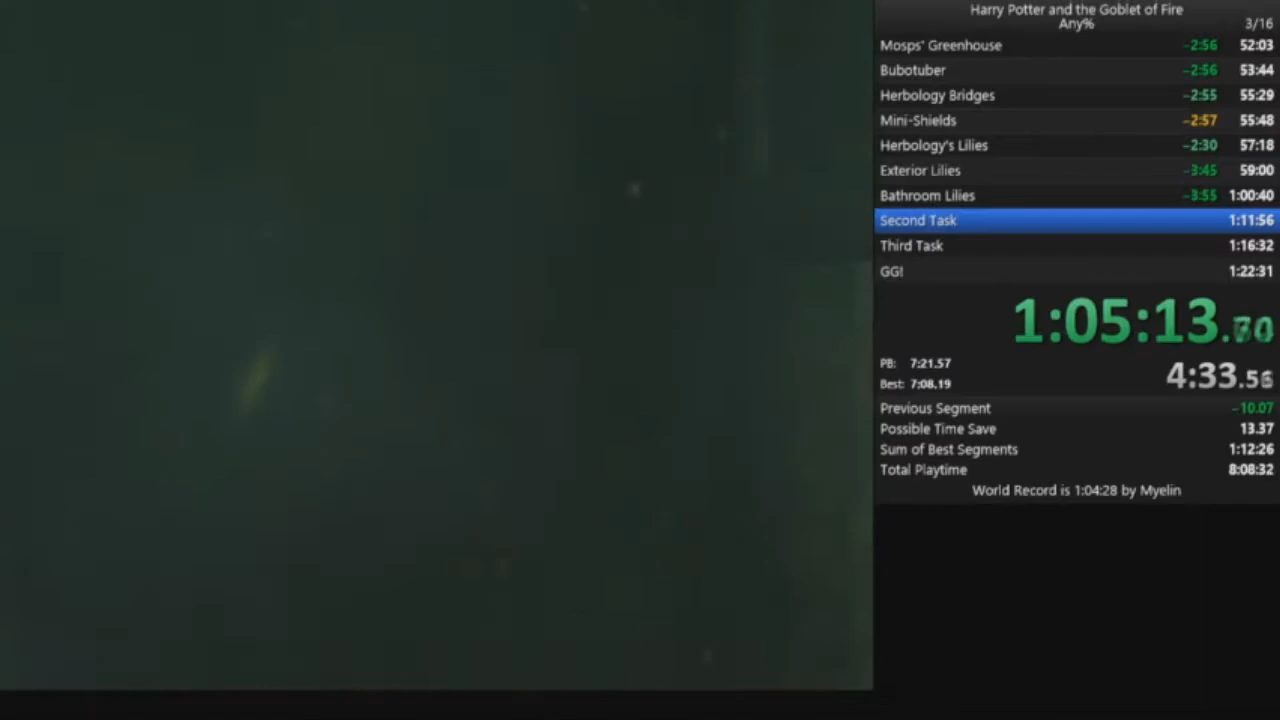 Harry Potter and the Goblet of Fire
Any% 3/16
Mosps' Greenhouse -2:56 52:03
Bubotuber -2:56 53:44
Herbology Bridges -2:55 55:29
Mini-Shields -2:57 55:48
Herbology's Lilies -2:30 57:18
Exterior Lilies -3:45 59:00
Bathroom Lilies -3:55 1:00:40
Second Task 1:11:56
Third Task 1:16:32
GG! 1:22:31
1:05:13
PB: 7:21.57
Best: 7:08.19
4:33.56
Previous Segment -10.07
Possible Time Save 13.37
Sum of Best Segments 1:12:26
Total Playtime 8:08:32
World Record is 1:04:28 by Myelin